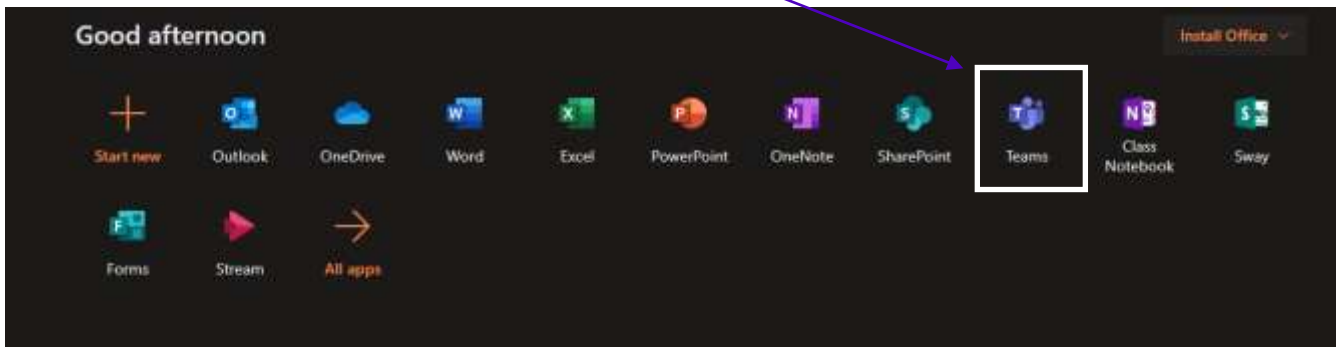 Good afternoon
Install Office
Start new
Outlook
OneDrive
Word
Excel
PowerPoint
OneNote
SharePoint
Teams
Class
Notebook
Sway
Forms
Stream
All apps